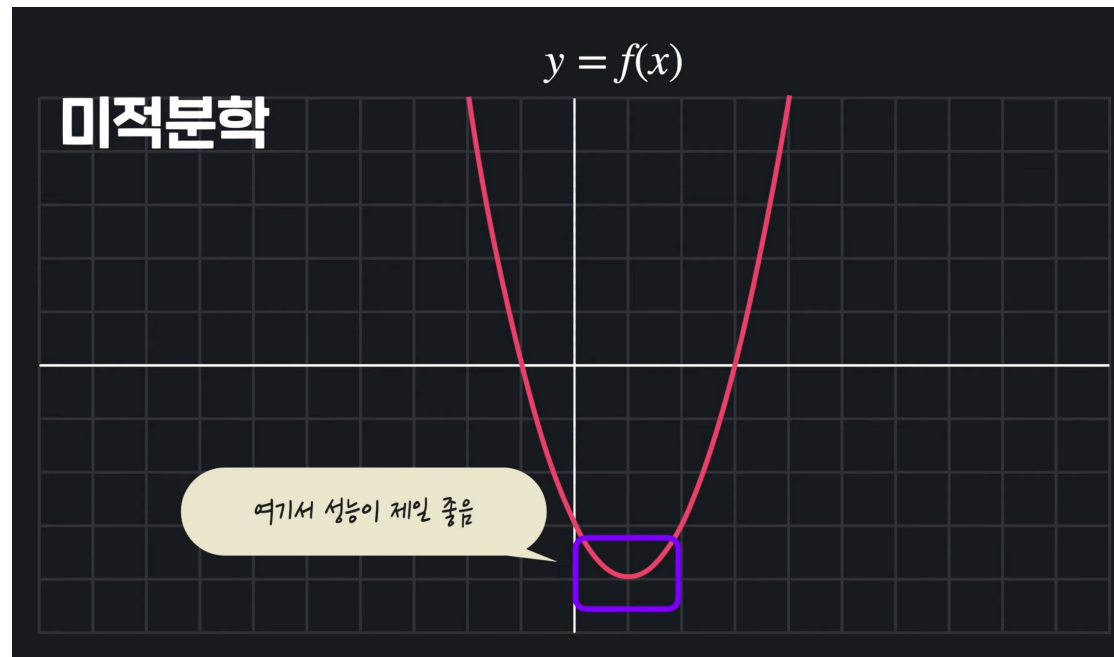 y = f(x)
미적분학
여기서 성능이 제일 좋음